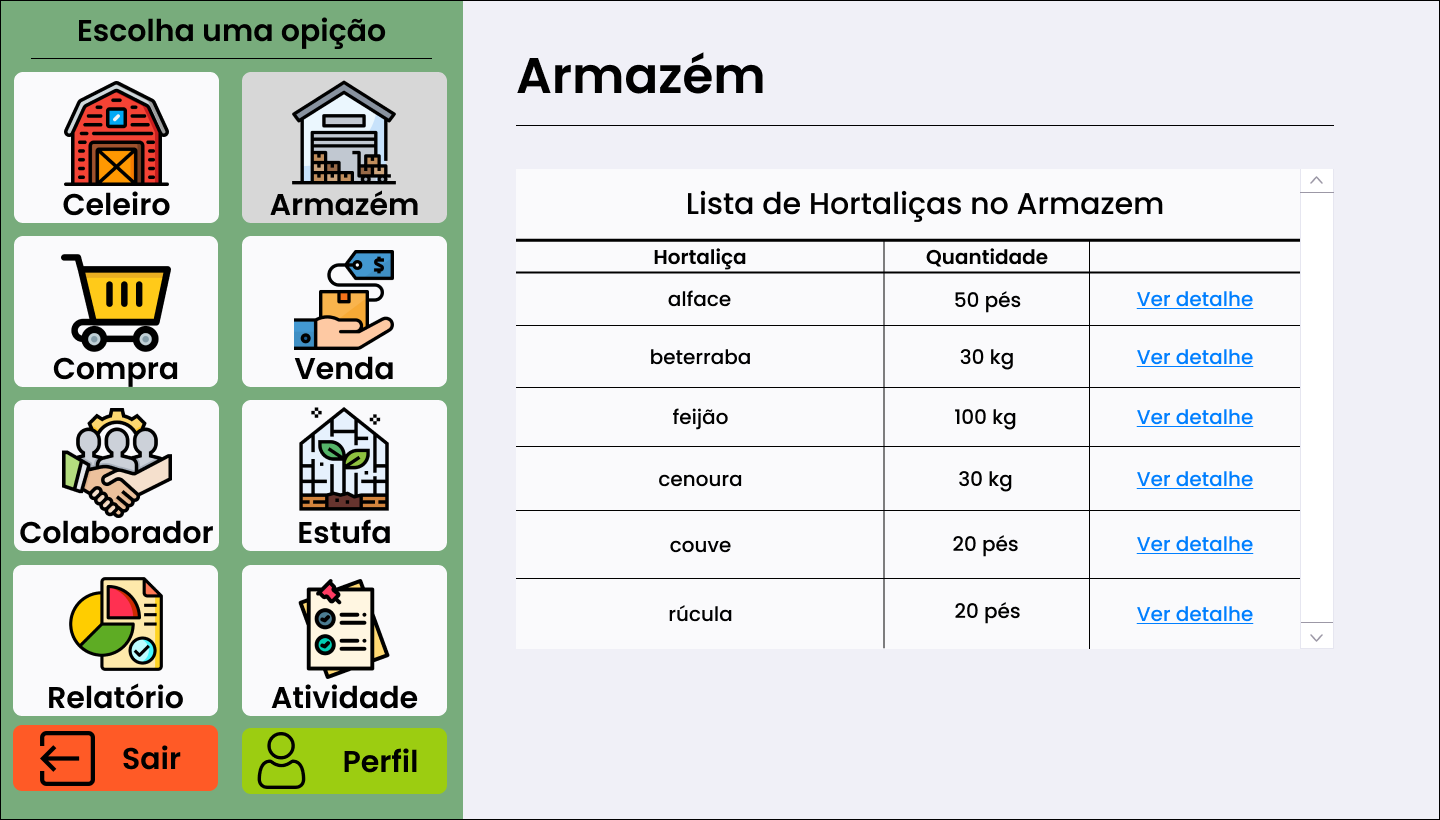 Escolha uma opição
Celeiro
Armazém
Compra
Venda
$
Colaborador
Estufa
Relatório
Atividade
Sair
Perfil
Armazém
Lista de Hortaliças no Armazem
Hortaliça Quantidade
alface 50 pés Ver detalhe
beterraba 30 kg Ver detalhe
feijão 100 kg Ver detalhe
cenoura 30 kg Ver detalhe
couve 20 pés Ver detalhe
rúcula 20 pés Ver detalhe